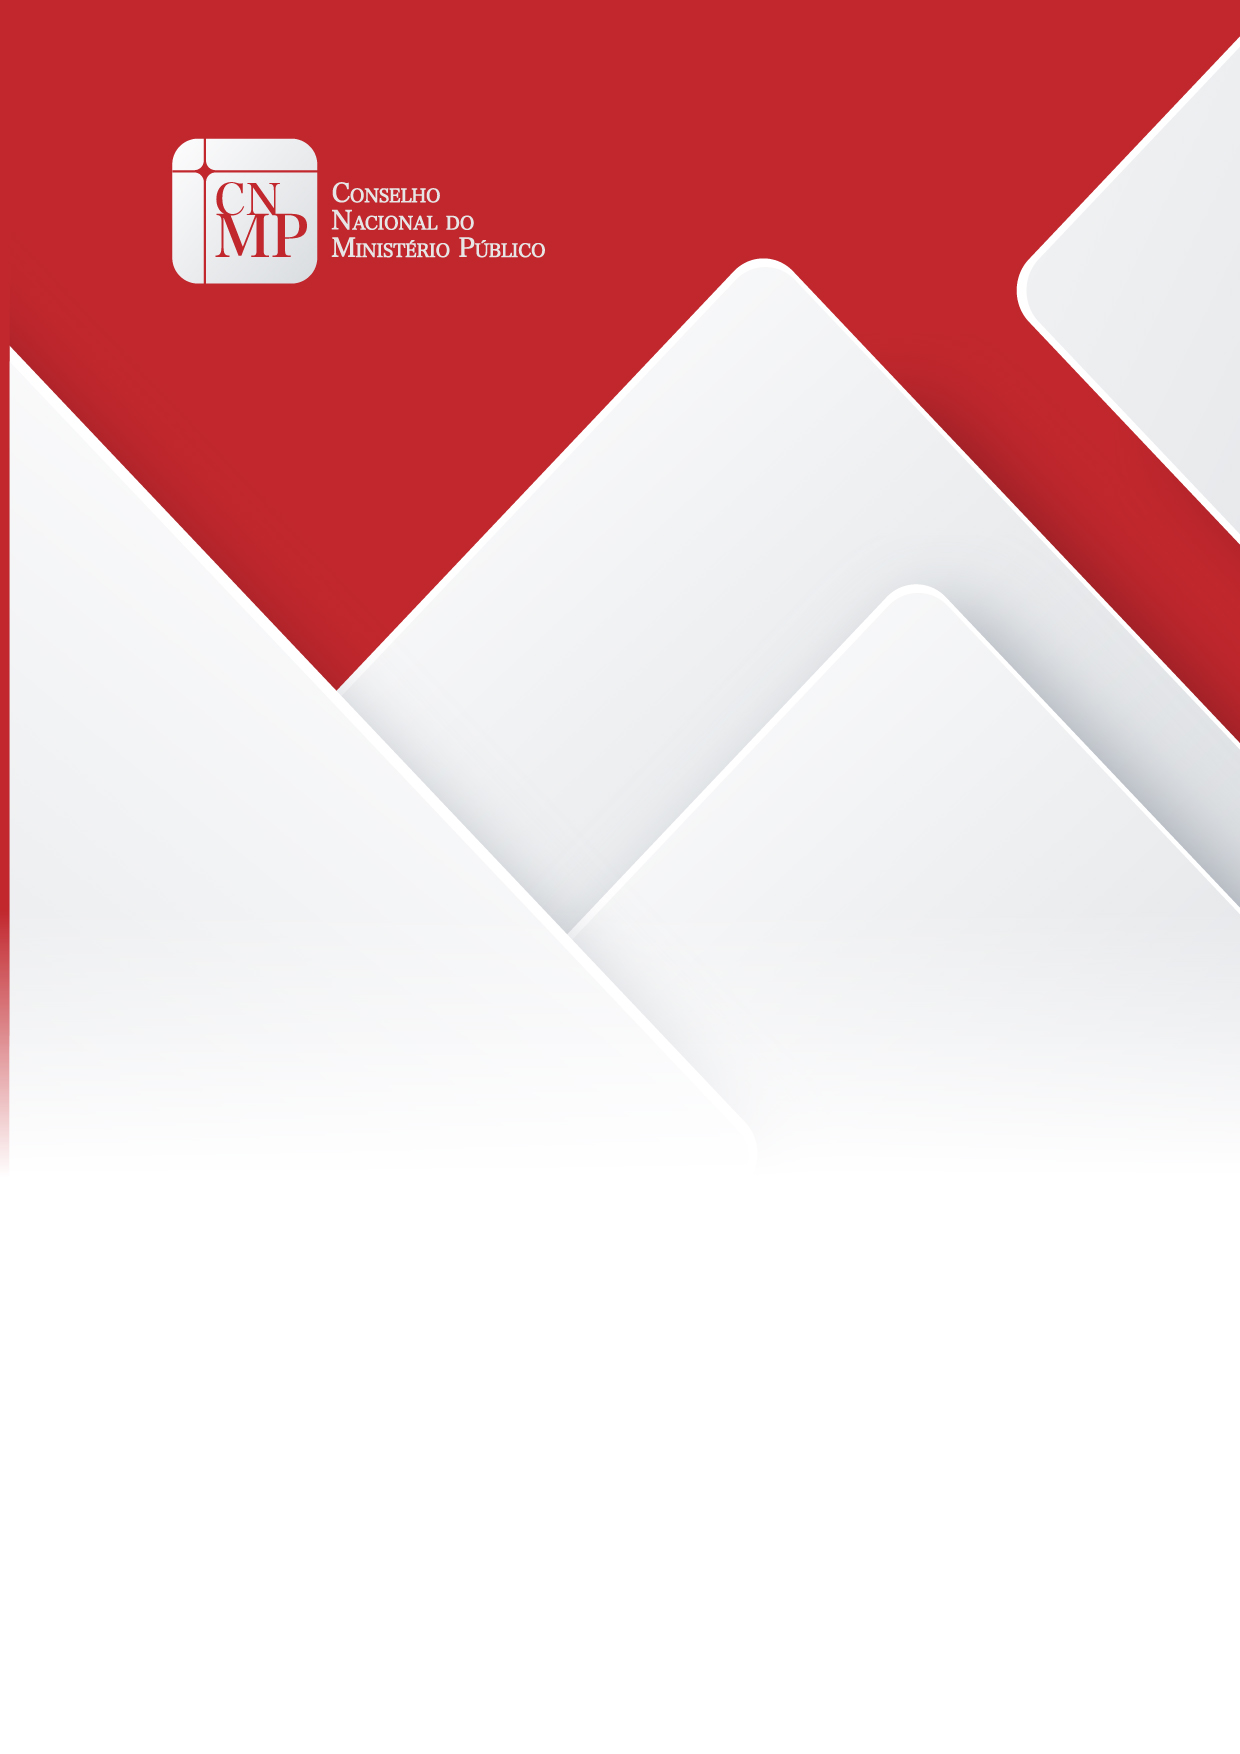 CN
MP
CONSELHO
NACIONAL DO
MINISTÉRIO PÚBLICO